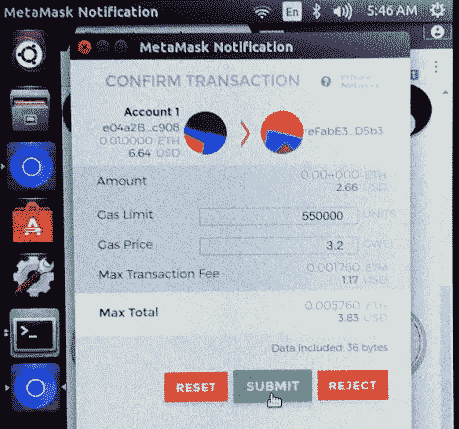 MetaMask Notification
En
5:46 AM
MetaMask Notification
CONFIRM TRANSACTION
?
Private
Network
Account 1
e04a2B...c908
0.010000 ETH
6.64 USD
eFabE3...D5b3
Amount
0.004000 ETH
2.66 USD
Gas Limit
550000 UNITS
Gas Price
3.2 GWEI
Max Transaction Fee
0.001760 ETH
1.17 USD
Max Total
0.005760 ETH
3.83 USD
Data included: 36 bytes
RESET
SUBMIT
REJECT